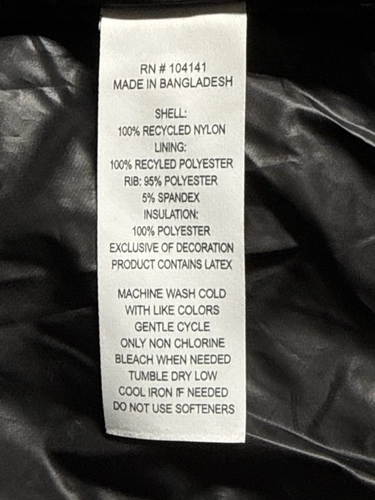 RN # 104141
MADE IN BANGLADESH
SHELL:
100% RECYCLED NYLON
LINING:
100% RECYLED POLYESTER
RIB: 95% POLYESTER
5% SPANDEX
INSULATION:
100% POLYESTER
EXCLUSIVE OF DECORATION
PRODUCT CONTAINS LATEX
MACHINE WASH COLD
WITH LIKE COLORS
GENTLE CYCLE
ONLY NON CHLORINE
BLEACH WHEN NEEDED
TUMBLE DRY LOW
COOL IRON IF NEEDED
DO NOT USE SOFTENERS